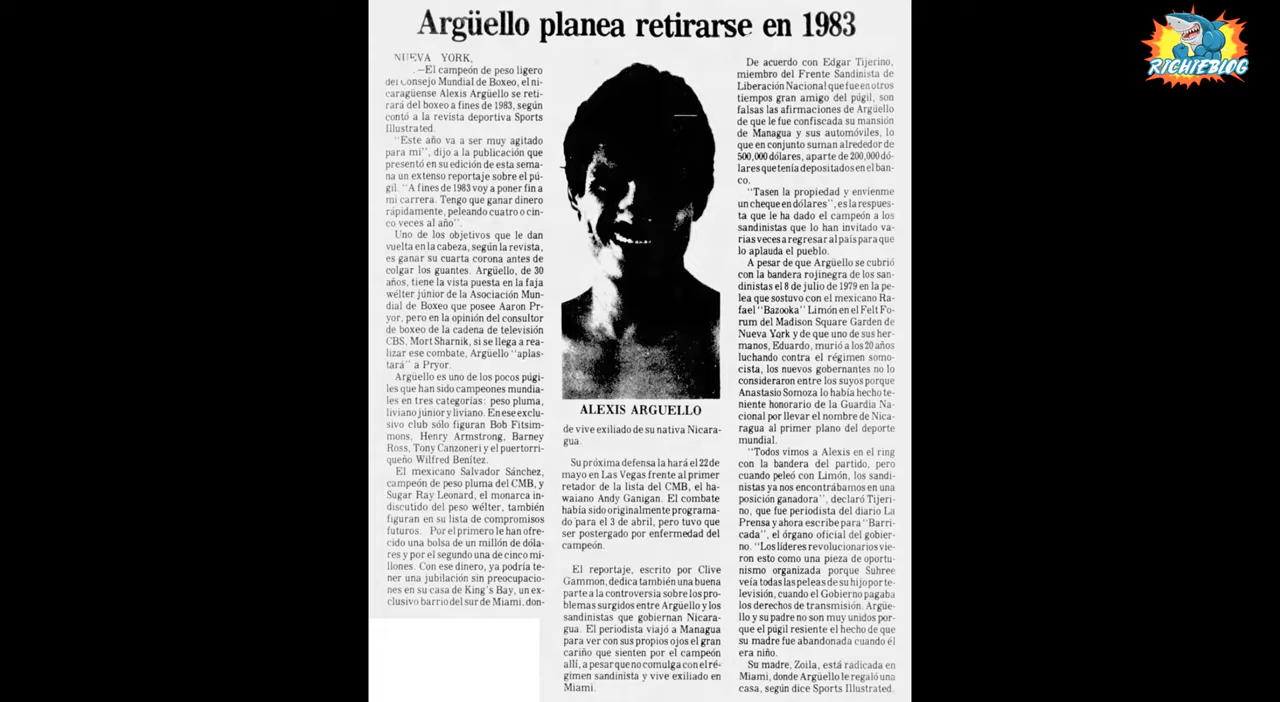 Argüello planea retirarse en 1983
NUEVA YORK,
.—El campeón de peso ligero
del Consejo Mundial de Boxeo, el ni-
caragüense Alexis Argüello se reti-
rará del boxeo a fines de 1983, según
contó a la revista deportiva Sports
Illustrated.
"Este año va a ser muy agitado
para mí", dijo a la publicación que
presentó en su edición de esta sema-
na un extenso reportaje sobre el pú-
gil. "A fines de 1983 voy a poner fin a
mi carrera. Tengo que ganar dinero
rápidamente, peleando cuatro o cin-
co veces al año".
Uno de los objetivos que le dan
vuelta en la cabeza, según la revista,
es ganar su cuarta corona antes de
colgar los guantes. Argüello, de 30
años, tiene la vista puesta en la faja
wélter júnior de la Asociación Mun-
dial de Boxeo que posee Aaron Pr-
yor, pero en la opinión del consultor
de boxeo de la cadena de televisión
CBS, Mort Sharnik, si se llega a rea-
lizar ese combate, Argüello "aplas-
tará" a Pryor.
Argüello es uno de los pocos púgi-
les que han sido campeones mundia-
les en tres categorías: peso pluma,
liviano júnior y liviano. En ese exclu-
sivo club sólo figuran Bob Fitsim-
mons, Henry Armstrong, Barney
Ross, Tony Canzoneri y el puertorri-
queño Wilfred Benítez.
El mexicano Salvador Sánchez,
campeón de peso pluma del CMB, y
Sugar Ray Leonard, el monarca in-
discutido del peso wélter, también
figuran en su lista de compromisos
futuros. Por el primero le han ofre-
cido una bolsa de un millón de dóla-
res y por el segundo una de cinco mi-
llones. Con ese dinero, ya podría te-
ner una jubilación sin preocupacio-
nes en su casa de King's Bay, un ex-
clusivo barrio del sur de Miami, don-
ALEXIS ARGUELLO
de vive exiliado de su nativa Nicara-
gua.
Su próxima defensa la hará el 22 de
mayo en Las Vegas frente al primer
retador de la lista del CMB, el ha-
waiano Andy Ganigan. El combate
había sido originalmente programa-
do para el 3 de abril, pero tuvo que
ser postergado por enfermedad del
campeón.
El reportaje, escrito por Clive
Gammon, dedica también una buena
parte a la controversia sobre los pro-
blemas surgidos entre Argüello y los
sandinistas que gobiernan Nicara-
gua. El periodista viajó a Managua
para ver con sus propios ojos el gran
cariño que sienten por el campeón
allí, a pesar que no comulga con el ré-
gimen sandinista y vive exiliado en
Miami.
De acuerdo con Edgar Tijerino,
miembro del Frente Sandinista de
Liberación Nacional que fue en otros
tiempos gran amigo del púgil, son
falsas las afirmaciones de Argüello
de que le fue confiscada su mansión
de Managua y sus automóviles, lo
que en conjunto suman alrededor de
500,000 dólares, aparte de 200,000 dó-
lares que tenía depositados en el ban-
co.
"Tasen la propiedad y envíenme
un cheque en dólares", es la respues-
ta que le ha dado el campeón a los
sandinistas que lo han invitado va-
rias veces a regresar al país para que
lo aplauda el pueblo.
A pesar de que Argüello se cubrió
con la bandera rojinegra de los san-
dinistas el 8 de julio de 1979 en la pe-
lea que sostuvo con el mexicano Ra-
fael "Bazooka" Limón en el Felt Fo-
rum del Madison Square Garden de
Nueva York y de que uno de sus her-
manos, Eduardo, murió a los 20 años
luchando contra el régimen somo-
cista, los nuevos gobernantes no lo
consideraron entre los suyos porque
Anastasio Somoza lo había hecho te-
niente honorario de la Guardia Na-
cional por llevar el nombre de Nica-
ragua al primer plano del deporte
mundial.
"Todos vimos a Alexis en el ring
con la bandera del partido, pero
cuando peleó con Limón, los sandi-
nistas ya nos encontrábamos en una
posición ganadora", declaró Tijeri-
no, que fue periodista del diario La
Prensa y ahora escribe para "Barri-
cada", el órgano oficial del gobier-
no. "Los líderes revolucionarios vie-
ron esto como una pieza de oportu-
nismo organizada porque Suhree
veía todas las peleas de su hijo por te-
levisión, cuando el Gobierno pagaba
los derechos de transmisión. Argüe-
llo y su padre no son muy unidos por-
que el púgil resiente el hecho de que
su madre fue abandonada cuando él
era niño.
Su madre, Zoila, está radicada en
Miami, donde Argüello le regaló una
casa, según dice Sports Illustrated.
RICHIEBLOG